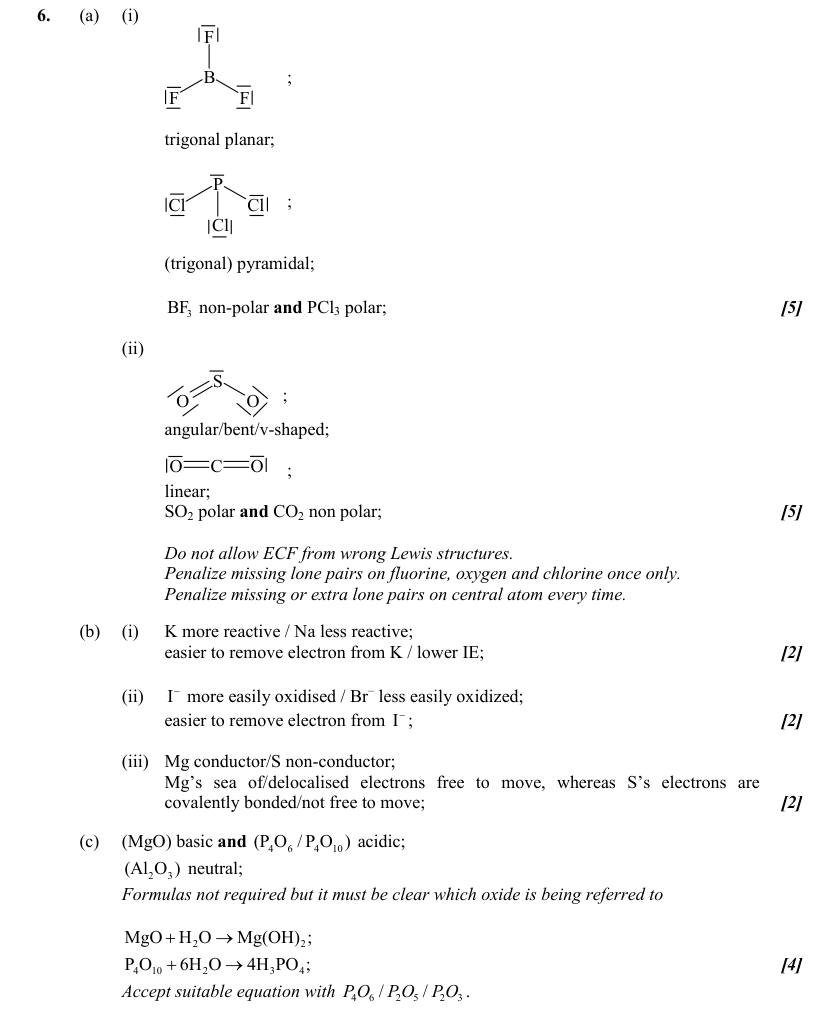 6. (a) (i)
|F|
B ;
|F F|
trigonal planar;
P
|Cl Cl| ;
|Cl|
(trigonal) pyramidal;
BF₃ non-polar and PCl₃ polar; [5]
(ii)
S
O O ;
angular/bent/v-shaped;
|O=C=O| ;
linear;
SO₂ polar and CO₂ non polar; [5]
Do not allow ECF from wrong Lewis structures.
Penalize missing lone pairs on fluorine, oxygen and chlorine once only.
Penalize missing or extra lone pairs on central atom every time.
(b) (i) K more reactive / Na less reactive;
easier to remove electron from K / lower IE; [2]
(ii) I⁻ more easily oxidised / Br⁻ less easily oxidized;
easier to remove electron from I⁻; [2]
(iii) Mg conductor/S non-conductor;
Mg’s sea of/delocalised electrons free to move, whereas S’s electrons are
covalently bonded/not free to move; [2]
(c) (MgO) basic and (P₄O₆ / P₄O₁₀) acidic;
(Al₂O₃) neutral;
Formulas not required but it must be clear which oxide is being referred to
MgO + H₂O → Mg(OH)₂;
P₄O₁₀ + 6H₂O → 4H₃PO₄; [4]
Accept suitable equation with P₄O₆ / P₂O₅ / P₂O₃.